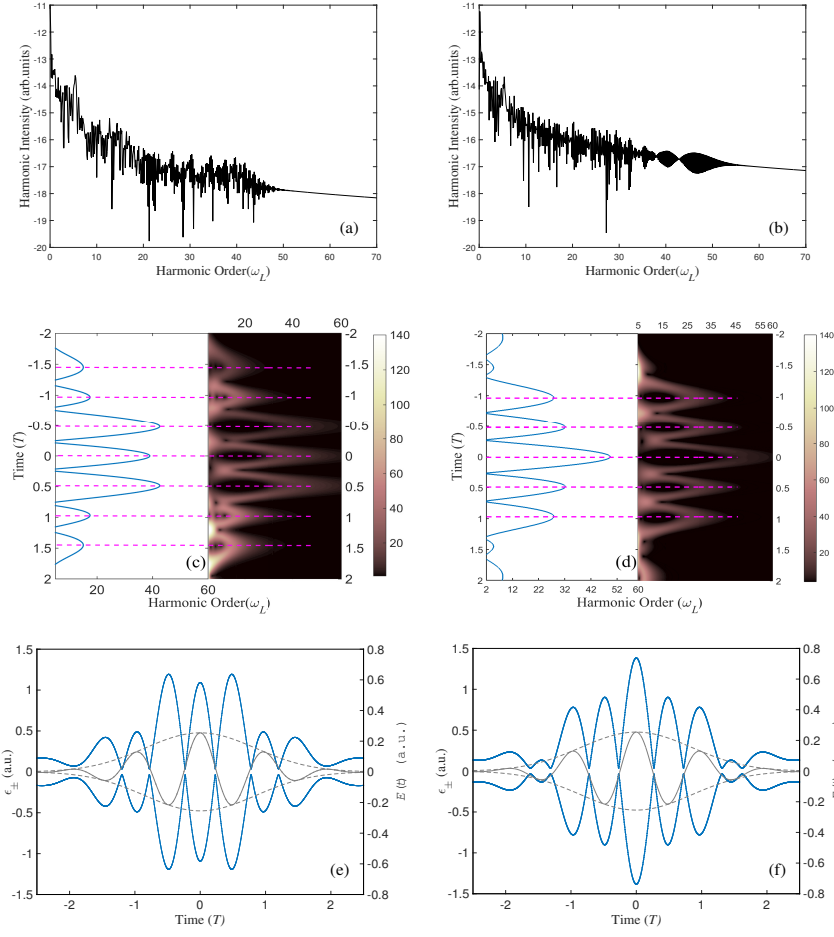 -11
-12
-13
-14
-15
-16
-17
-18
-19
-20
0 10 20 30 40 50 60 70
Harmonic Intensity (arb.units)
Harmonic Order(ω_L)
(a)
-11
-12
-13
-14
-15
-16
-17
-18
-19
-20
0 10 20 30 40 50 60 70
Harmonic Intensity (arb.units)
Harmonic Order(ω_L)
(b)
20 40 60
-2 -2
-1.5 -1.5
-1 -1
-0.5 -0.5
0 0
0.5 0.5
1 1
1.5 1.5
2 2
20 40 60
Time (T)
Harmonic Order(ω_L)
(c)
140
120
100
80
60
40
20
5 15 25 35 45 55 60
-2 -2
-1.5 -1.5
-1 -1
-0.5 -0.5
0 0
0.5 0.5
1 1
1.5 1.5
2 2
2 12 22 32 42 52 60
Time (T)
Harmonic Order (ω_L)
(d)
140
120
100
80
60
40
20
1.5 0.8
1 0.6
0.5 0.4
0.2
0 0
-0.2
-0.5 -0.4
-1 -0.6
-1.5 -0.8
-2 -1 0 1 2
ϵ_± (a.u.)
E (t) (a.u.)
Time (T)
(e)
1.5 0.8
1 0.6
0.5 0.4
0.2
0 0
-0.2
-0.5 -0.4
-1 -0.6
-1.5 -0.8
-2 -1 0 1 2
ϵ_± (a.u.)
Time (T)
(f)